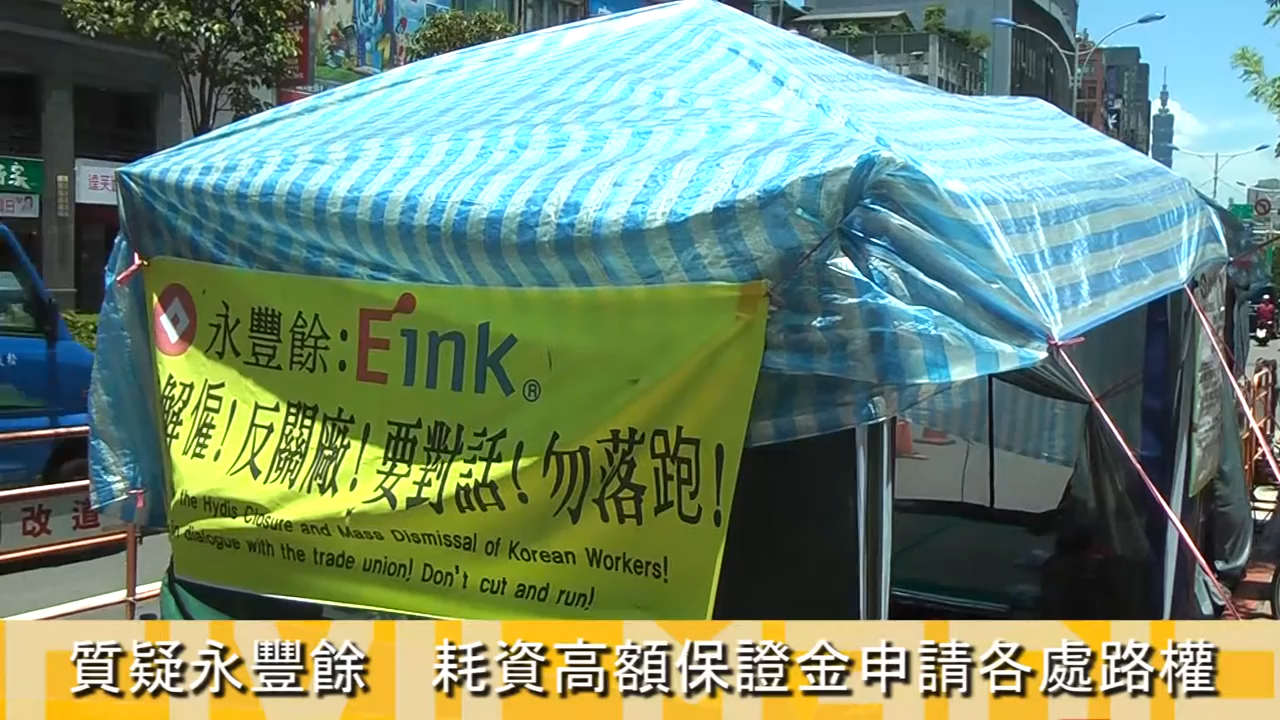 永豐餘:Eink®
解僱!反關廠!要對話!勿落跑!
the Hydis Closure and Mass Dismissal of Korean Workers!
in dialogue with the trade union! Don't cut and run!
改道
質疑永豐餘 耗資高額保證金申請各處路權